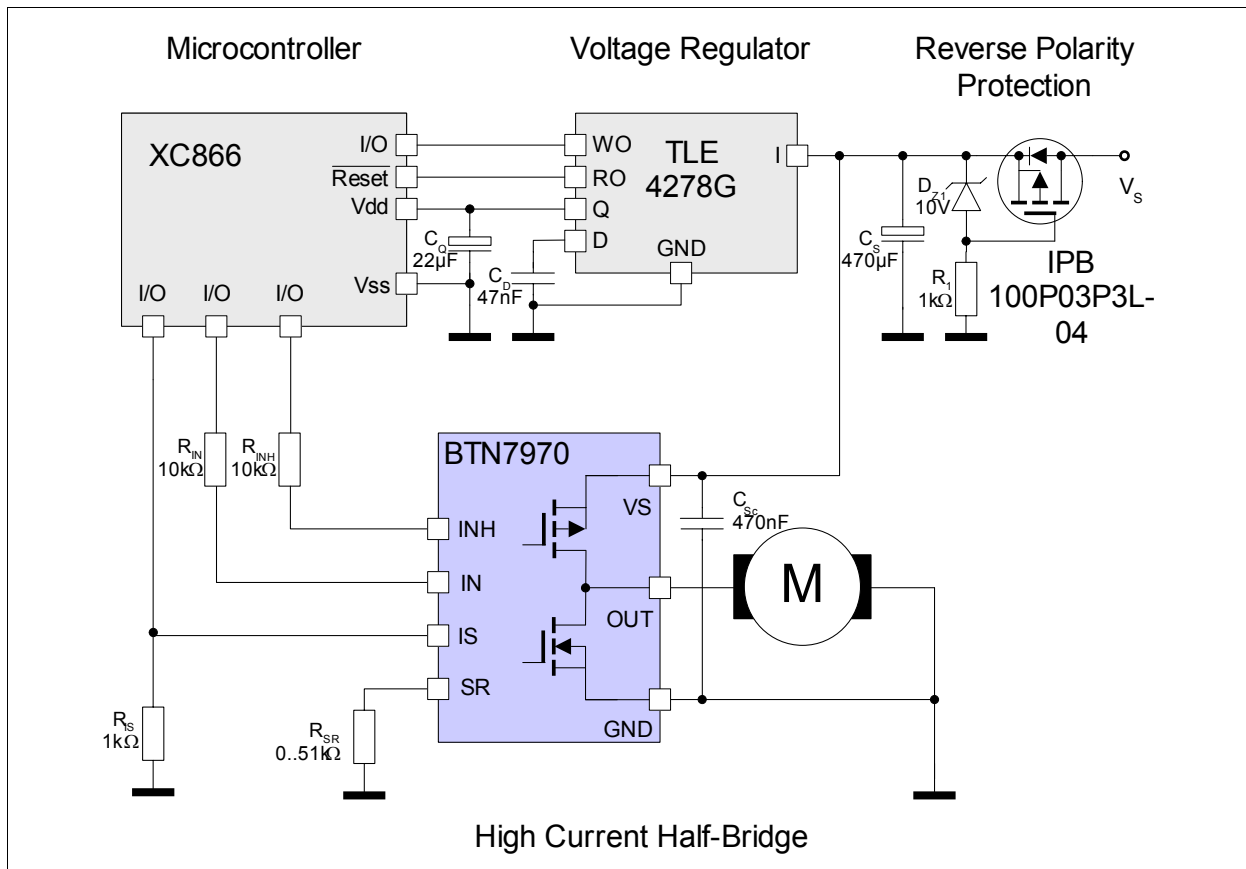 Microcontroller
Voltage Regulator
Reverse Polarity
Protection
XC866
I/O
Reset
Vdd
Vss
I/O
I/O
I/O
C_Q
22µF
C_D
47nF
WO
RO
Q
D
TLE
4278G
I
GND
D_Z1
10V
C_S
470µF
R_1
1kΩ
V_S
IPB
100P03P3L-
04
R_IN
10kΩ
R_INH
10kΩ
BTN7970
VS
INH
IN
IS
SR
OUT
GND
C_Sc
470nF
M
R_IS
1kΩ
R_SR
0..51kΩ
High Current Half-Bridge